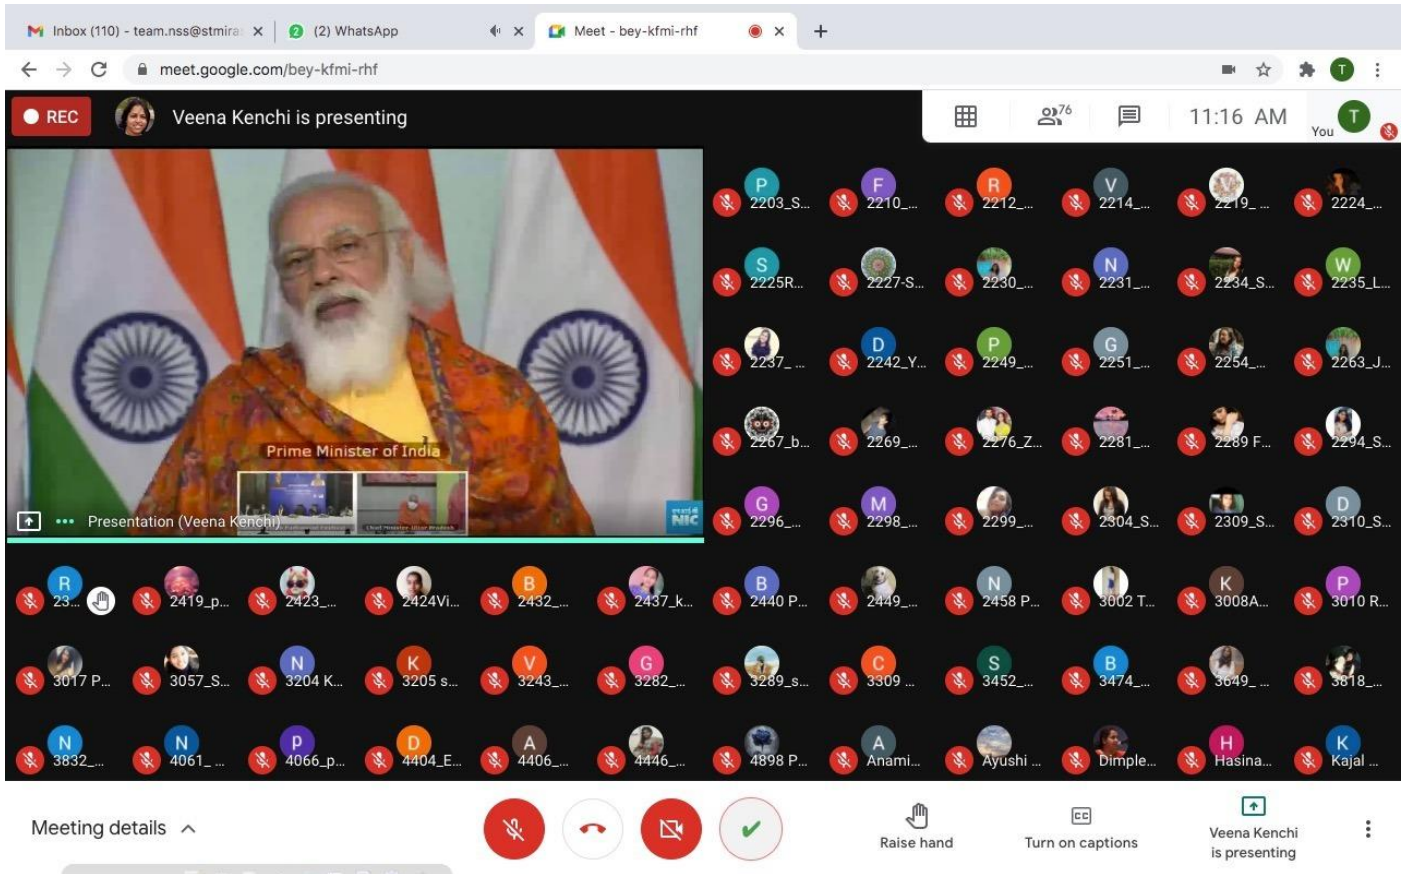 Inbox (110) - team.nss@stmira
(2) WhatsApp
Meet - bey-kfmi-rhf
meet.google.com/bey-kfmi-rhf
T
REC
Veena Kenchi is presenting
76
11:16 AM
You
T
P F R V
2203_S... 2210_... 2212_... 2214_... 2219_ ... 2224_...
S N W
2225R... 2227-S... 2230_... 2231_... 2234_S... 2235_L...
D P G
2237_ ... 2242_Y... 2249_... 2251_... 2254_... 2263_J...
2267_b... 2269_... 2276_Z... 2281_... 2289 F... 2294_S...
G M D
2296_... 2298_... 2299_... 2304_S... 2309_S... 2310_S...
Prime Minister of India
Presentation (Veena Kenchi)
NIC
R B B N K P
23... 2419_p... 2423_... 2424Vi... 2432_... 2437_k... 2440 P... 2449_... 2458 P... 3002 T... 3008A... 3010 R...
N K V G C S B
3017 P... 3057_S... 3204 K... 3205 s... 3243_... 3282_... 3289_s... 3309 ... 3452_... 3474_... 3649_ ... 3818_...
N N p D A A H K
3832_... 4061_ ... 4066_p... 4404_E... 4406_... 4446_... 4898 P... Anami... Ayushi ... Dimple... Hasina... Kajal ...
Meeting details
Raise hand
Turn on captions
Veena Kenchi
is presenting